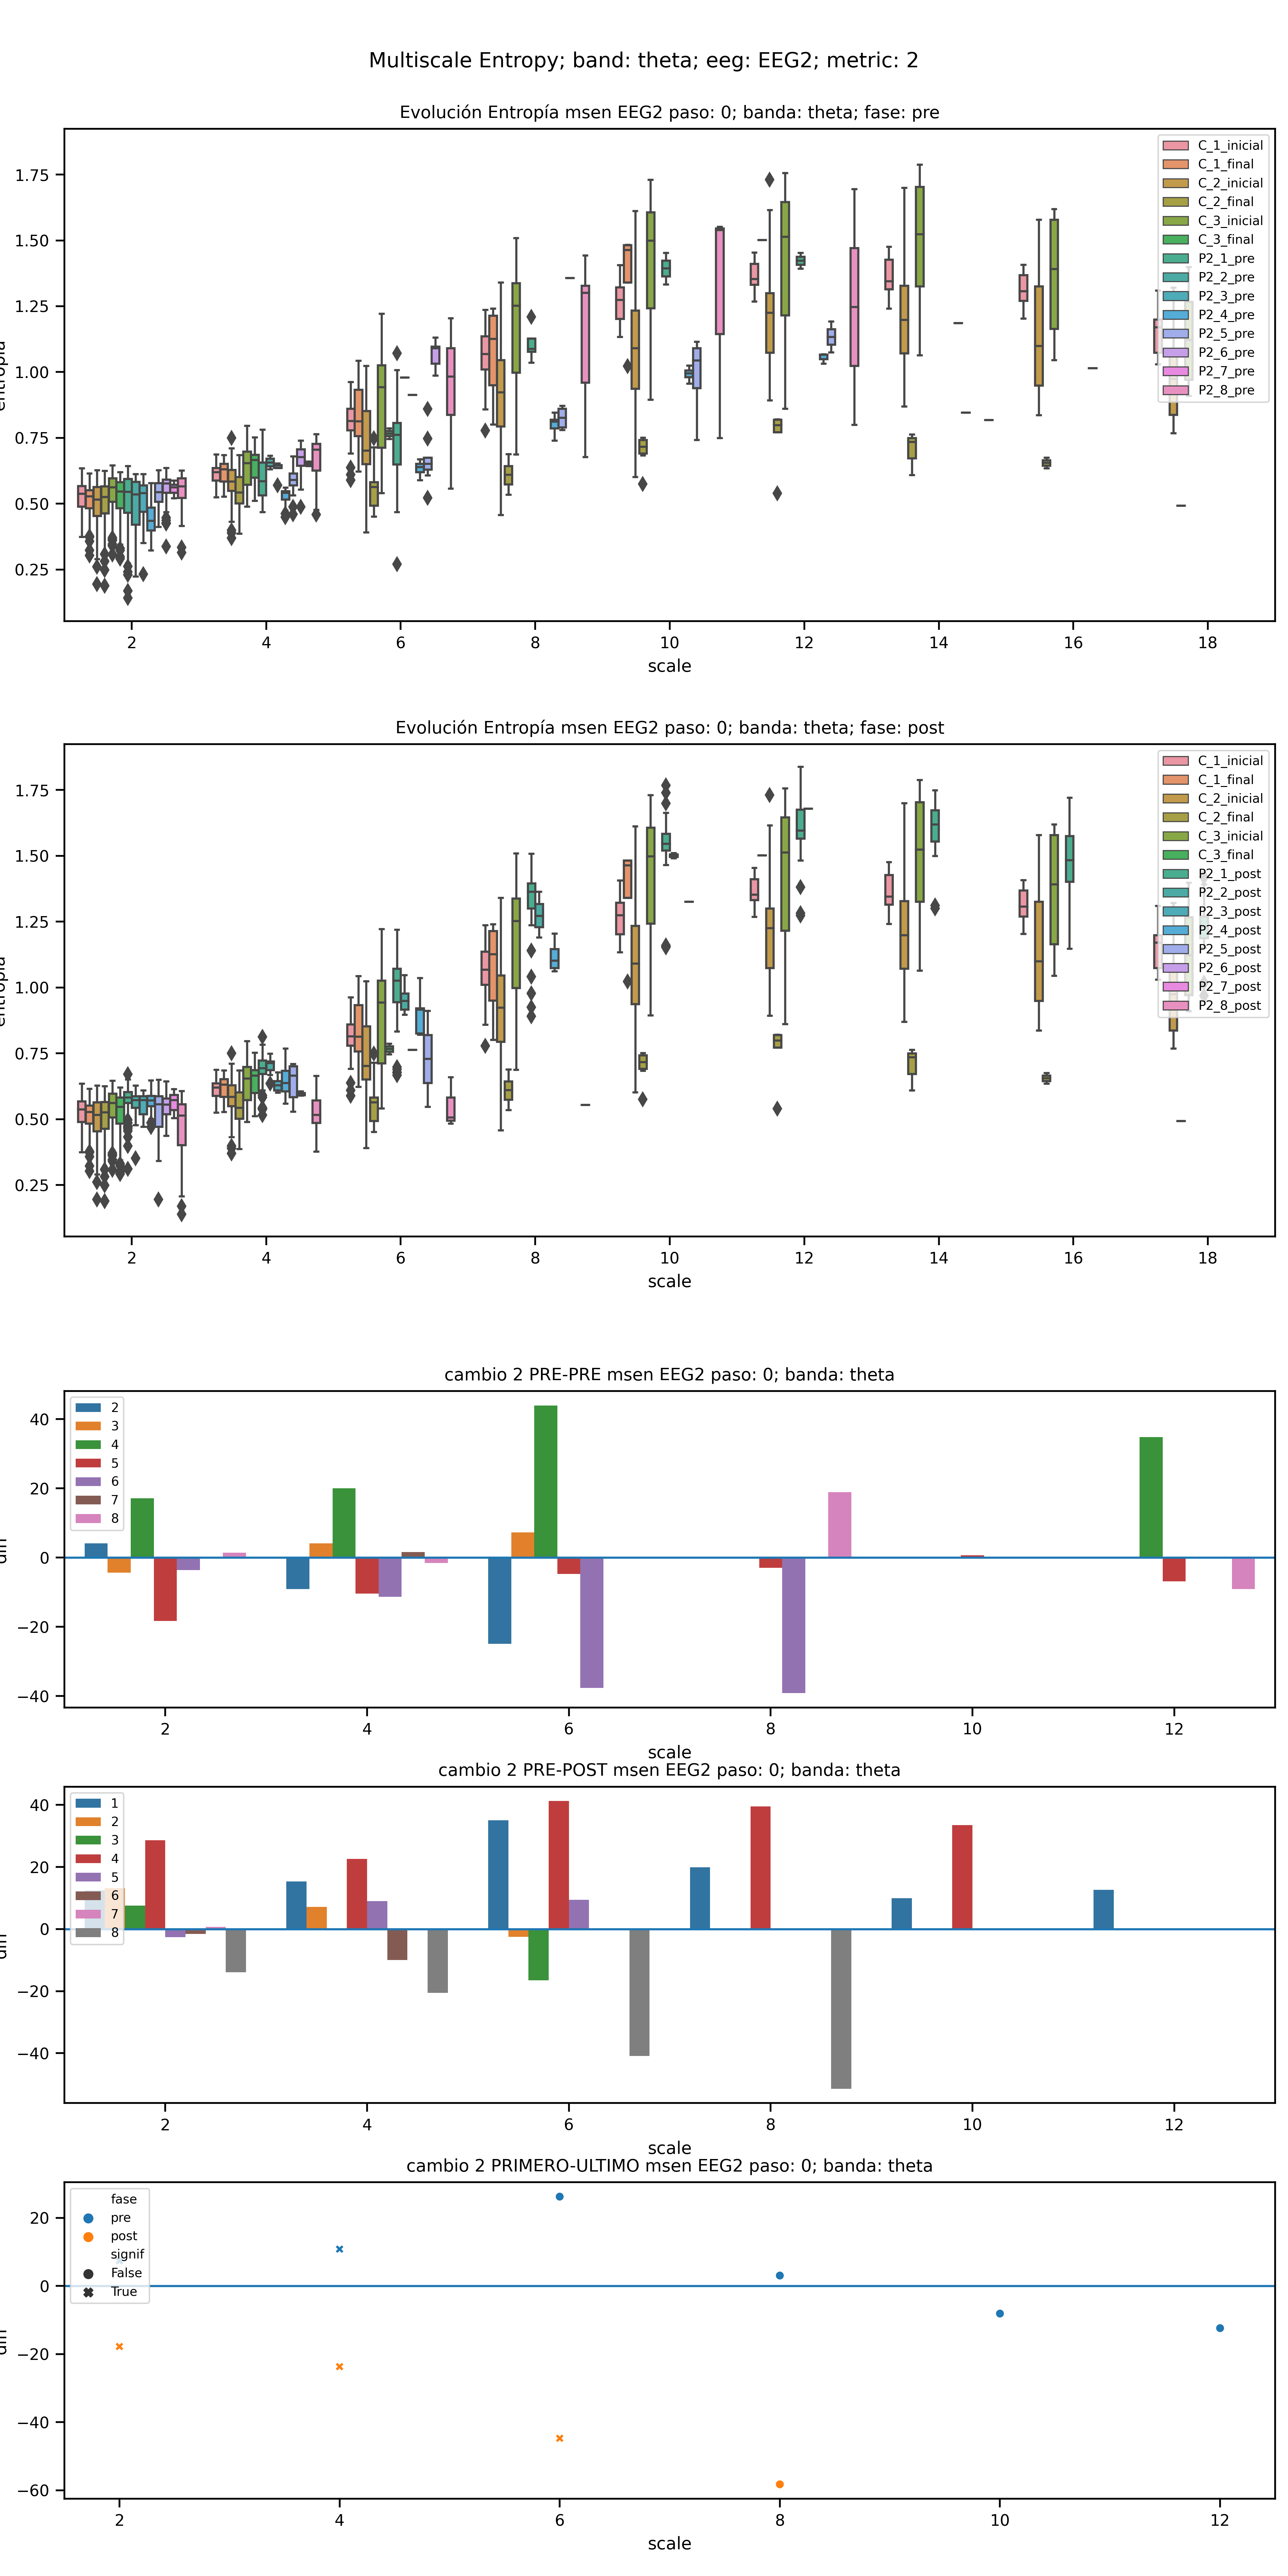 Multiscale Entropy; band: theta; eeg: EEG2; metric: 2
Evolución Entropía msen EEG2 paso: 0; banda: theta; fase: pre
1.75
1.50
1.25
1.00
0.75
0.50
0.25
2 4 6 8 10 12 14 16 18
scale
C_1_inicial
C_1_final
C_2_inicial
C_2_final
C_3_inicial
C_3_final
P2_1_pre
P2_2_pre
P2_3_pre
P2_4_pre
P2_5_pre
P2_6_pre
P2_7_pre
P2_8_pre
Evolución Entropía msen EEG2 paso: 0; banda: theta; fase: post
1.75
1.50
1.25
1.00
0.75
0.50
0.25
2 4 6 8 10 12 14 16 18
scale
C_1_inicial
C_1_final
C_2_inicial
C_2_final
C_3_inicial
C_3_final
P2_1_post
P2_2_post
P2_3_post
P2_4_post
P2_5_post
P2_6_post
P2_7_post
P2_8_post
cambio 2 PRE-PRE msen EEG2 paso: 0; banda: theta
40
20
0
−20
−40
2
3
4
5
6
7
8
2 4 6 8 10 12
scale
cambio 2 PRE-POST msen EEG2 paso: 0; banda: theta
40
20
0
−20
−40
1
2
3
4
5
6
7
8
2 4 6 8 10 12
scale
cambio 2 PRIMERO-ULTIMO msen EEG2 paso: 0; banda: theta
20
0
−20
−40
−60
fase
pre
post
signif
False
True
2 4 6 8 10 12
scale